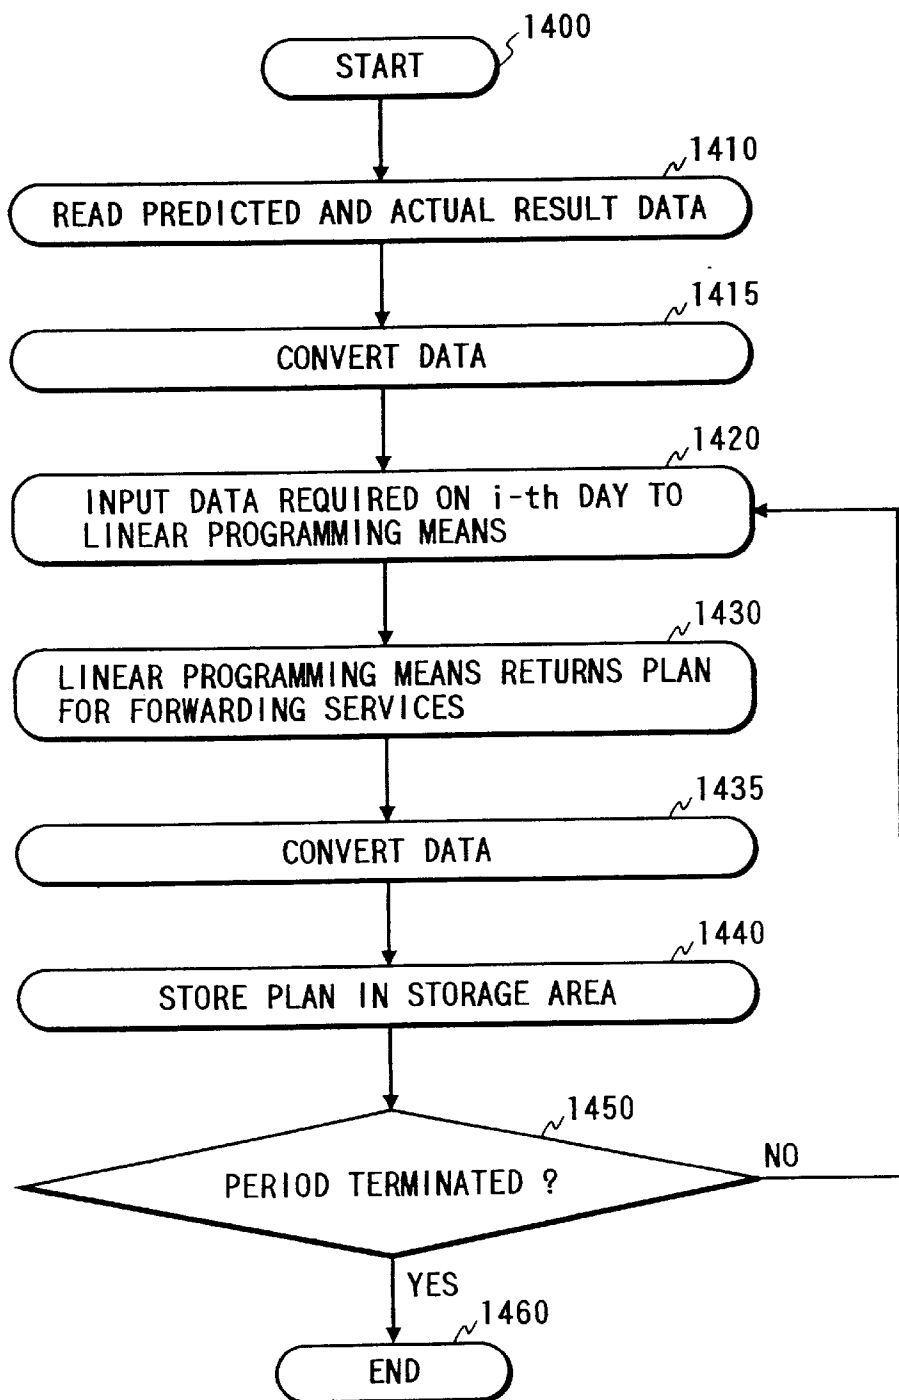 1400
START
1410
READ PREDICTED AND ACTUAL RESULT DATA
1415
CONVERT DATA
1420
INPUT DATA REQUIRED ON i-th DAY TO
LINEAR PROGRAMMING MEANS
1430
LINEAR PROGRAMMING MEANS RETURNS PLAN
FOR FORWARDING SERVICES
1435
CONVERT DATA
1440
STORE PLAN IN STORAGE AREA
1450
PERIOD TERMINATED ?
NO
YES
1460
END